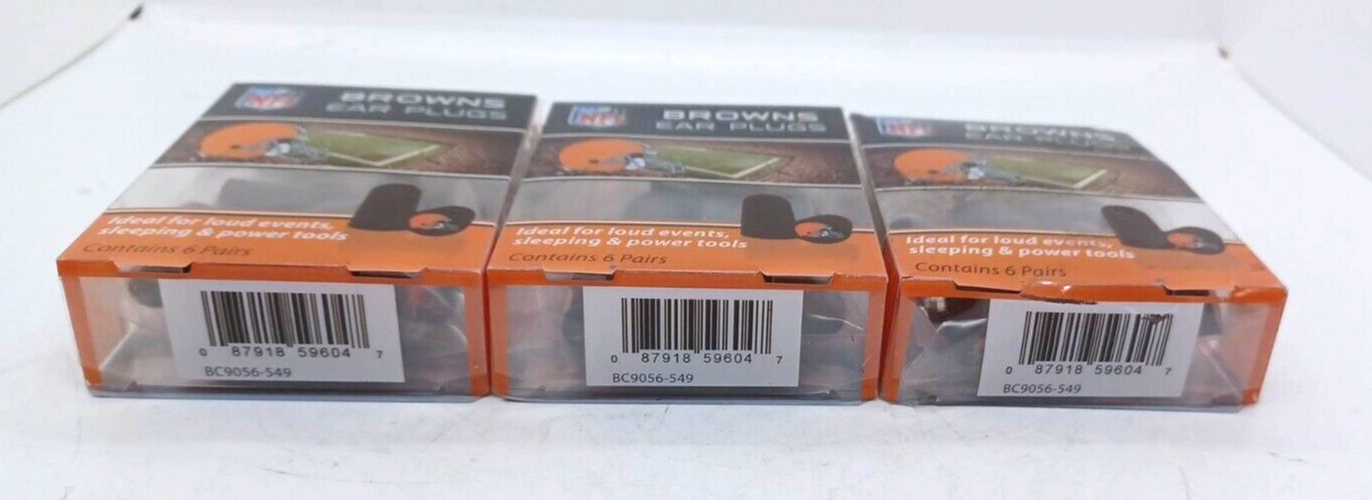 NFL
BROWNS
EAR PLUGS
Ideal for loud events,
sleeping & power tools
Contains 6 Pairs
0 87918 59604 7
BC9056-549
NFL
BROWNS
EAR PLUGS
Ideal for loud events,
sleeping & power tools
Contains 6 Pairs
0 87918 59604 7
BC9056-549
NFL
BROWNS
EAR PLUGS
Ideal for loud events,
sleeping & power tools
Contains 6 Pairs
0 87918 59604 7
BC9056-549